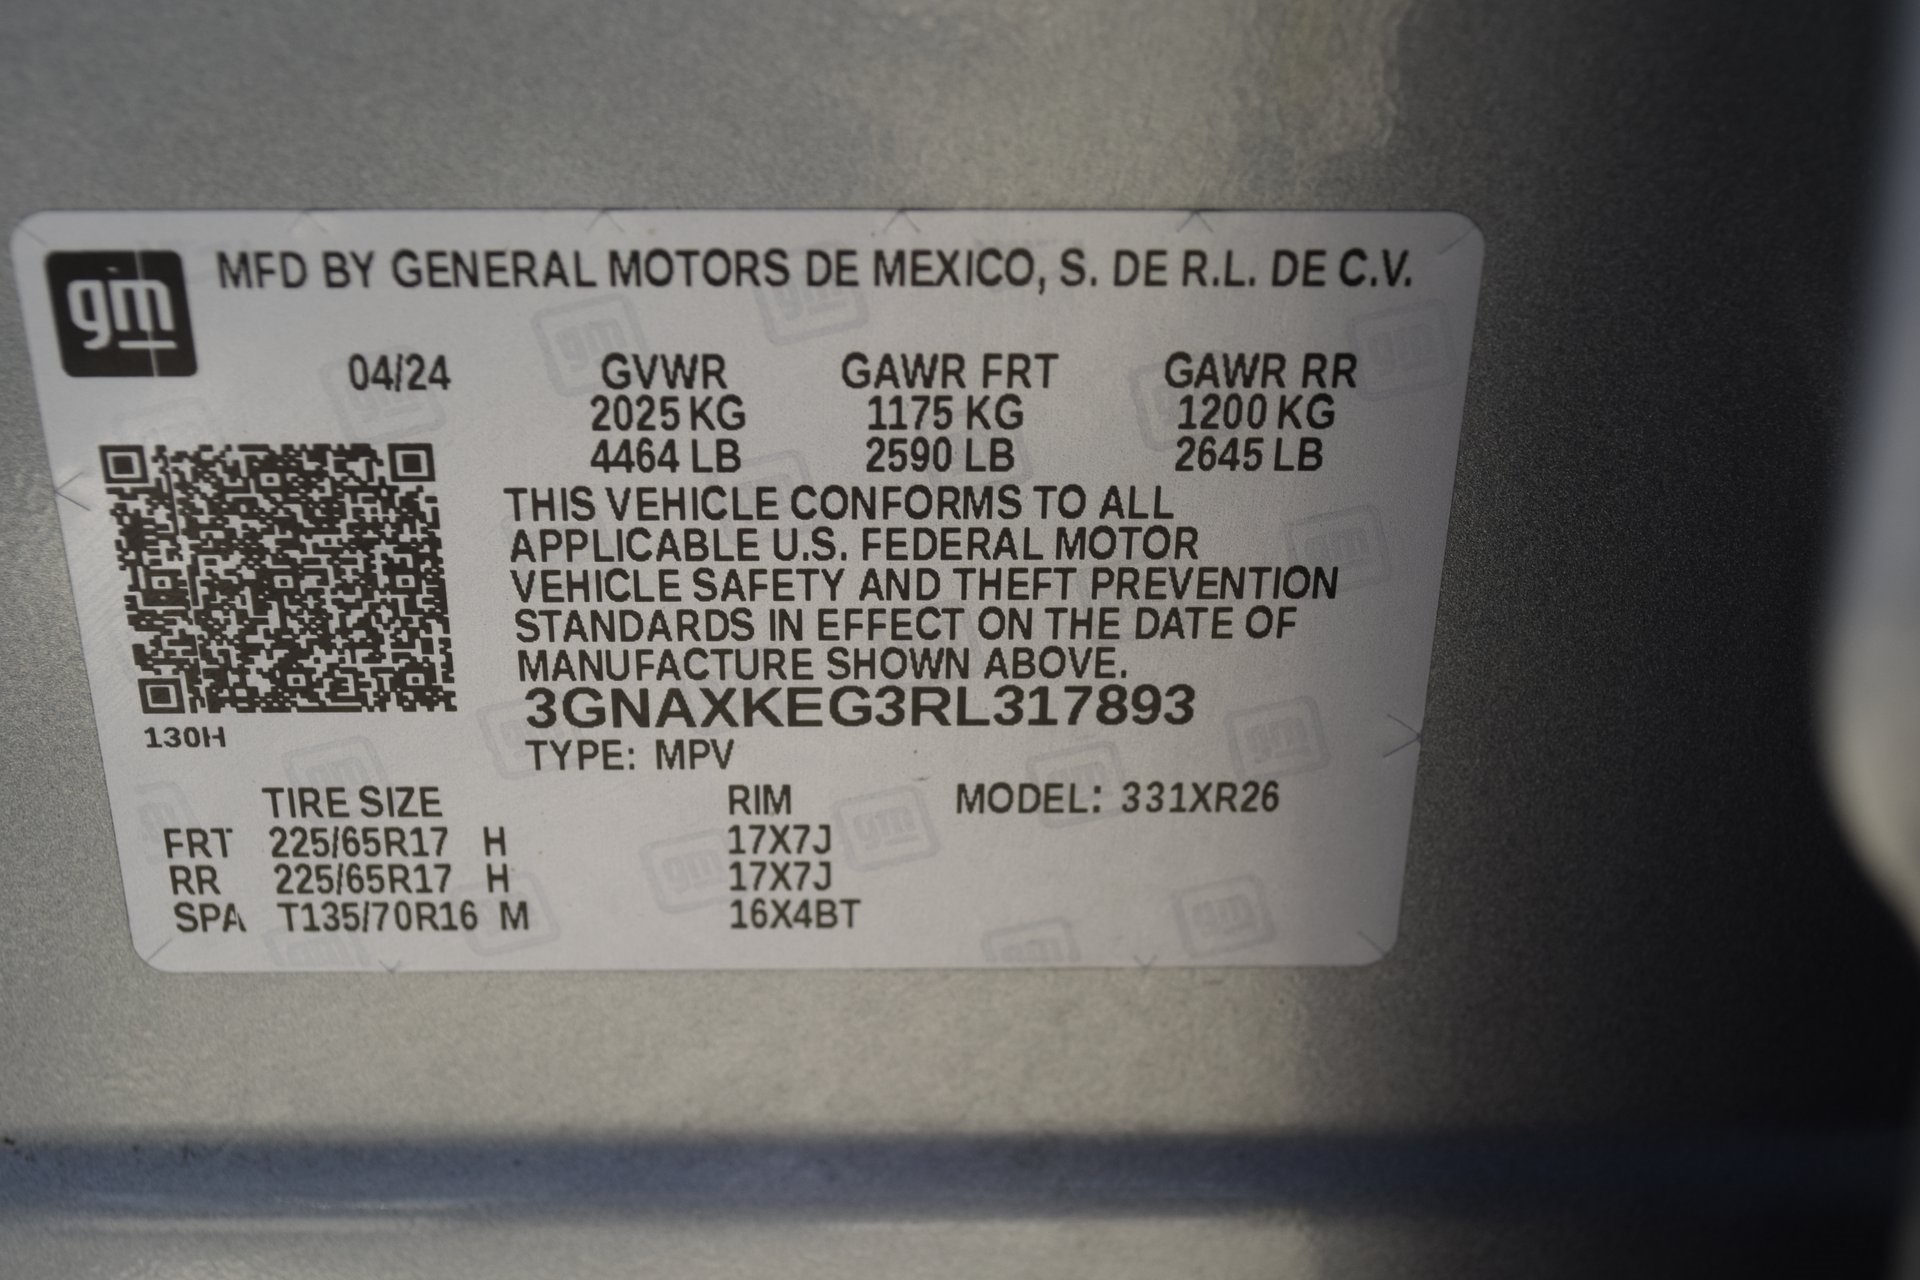 gm
MFD BY GENERAL MOTORS DE MEXICO, S. DE R.L. DE C.V.
04/24 GVWR GAWR FRT GAWR RR
2025 KG 1175 KG 1200 KG
4464 LB 2590 LB 2645 LB
THIS VEHICLE CONFORMS TO ALL
APPLICABLE U.S. FEDERAL MOTOR
VEHICLE SAFETY AND THEFT PREVENTION
STANDARDS IN EFFECT ON THE DATE OF
MANUFACTURE SHOWN ABOVE.
3GNAXKEG3RL317893
130H
TYPE: MPV
TIRE SIZE RIM MODEL: 331XR26
FRT 225/65R17 H 17X7J
RR 225/65R17 H 17X7J
SPA T135/70R16 M 16X4BT